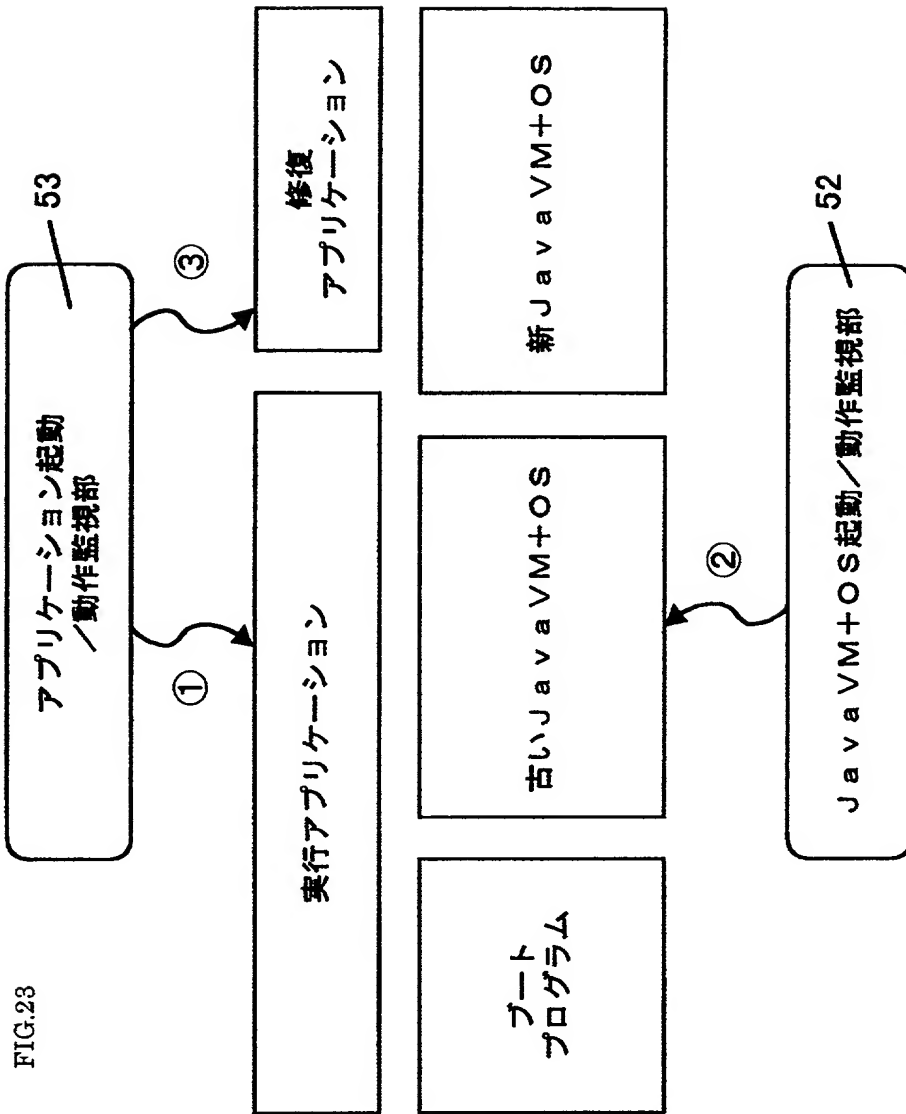 FIG.23
アプリケーション起動
／動作監視部
53
①
③
実行アプリケーション
修復
アプリケーション
ブート
プログラム
古いＪａｖａＶＭ＋ＯＳ
新ＪａｖａＶＭ＋ＯＳ
②
ＪａｖａＶＭ＋ＯＳ起動／動作監視部
52